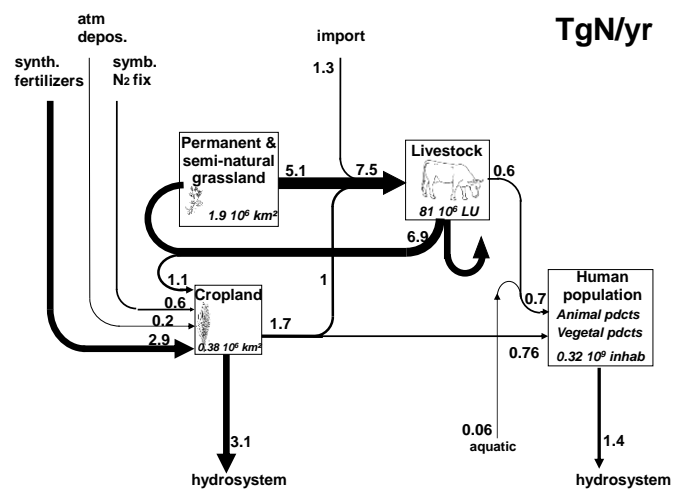 TgN/yr
atm
depos.
synth.
fertilizers
symb.
N2 fix
import
1.3
Permanent &
semi-natural
grassland
1.9 10⁶ km²
5.1
7.5
Livestock
81 10⁶ LU
0.6
6.9
1.1
0.6
0.2
2.9
Cropland
0.38 10⁶ km²
1.7
1
Human
population
Animal pdcts
Vegetal pdcts
0.32 10⁹ inhab
0.7
0.76
0.06
aquatic
3.1
hydrosystem
1.4
hydrosystem